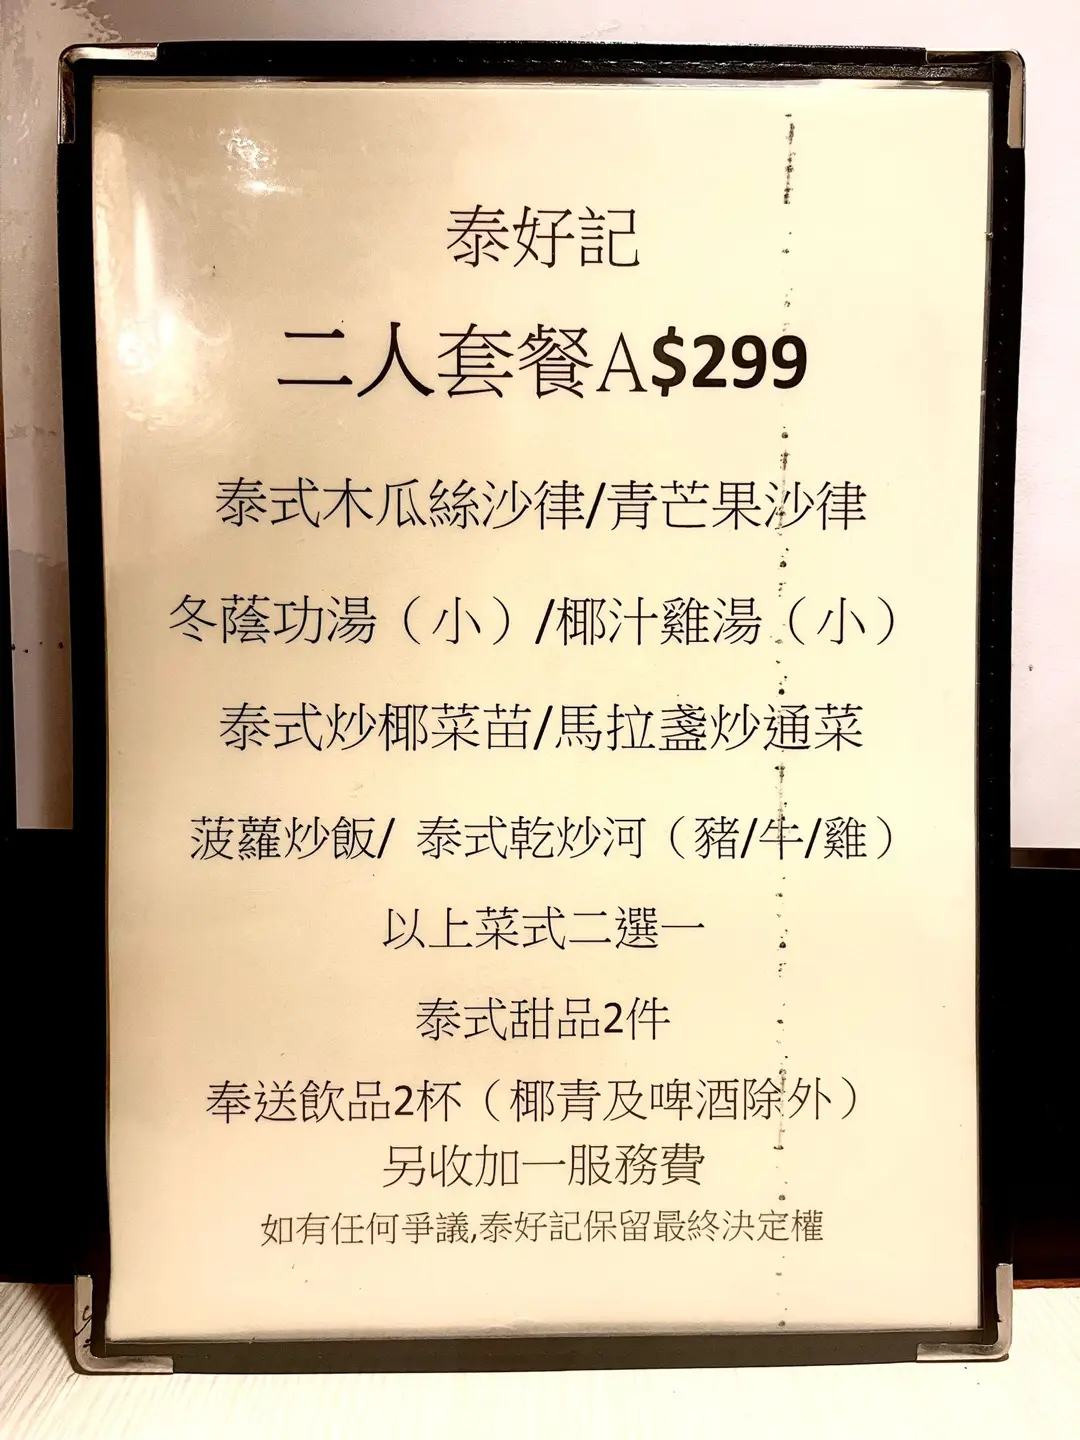 泰好記
二人套餐A$299
泰式木瓜絲沙律/青芒果沙律
冬蔭功湯（小）/椰汁雞湯（小）
泰式炒椰菜苗/馬拉盞炒通菜
菠蘿炒飯/ 泰式乾炒河（豬/牛/雞）
以上菜式二選一
泰式甜品2件
奉送飲品2杯（椰青及啤酒除外）
另收加一服務費
如有任何爭議,泰好記保留最終決定權